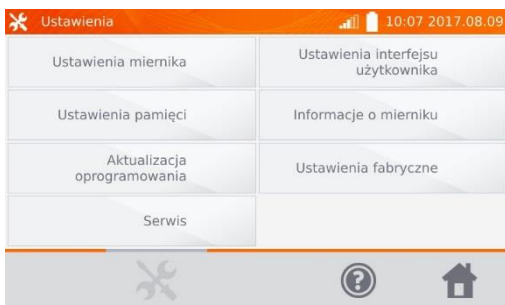 Ustawienia
10:07 2017.08.09
Ustawienia miernika
Ustawienia interfejsu
użytkownika
Ustawienia pamięci
Informacje o mierniku
Aktualizacja
oprogramowania
Ustawienia fabryczne
Serwis
?